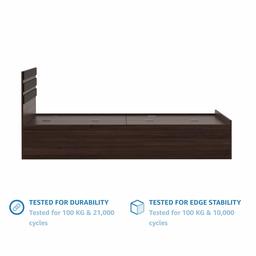 TESTED FOR DURABILITY
Tested for 100 KG & 21,000
cycles
TESTED FOR EDGE STABILITY
Tested for 100 KG & 10,000
cycles